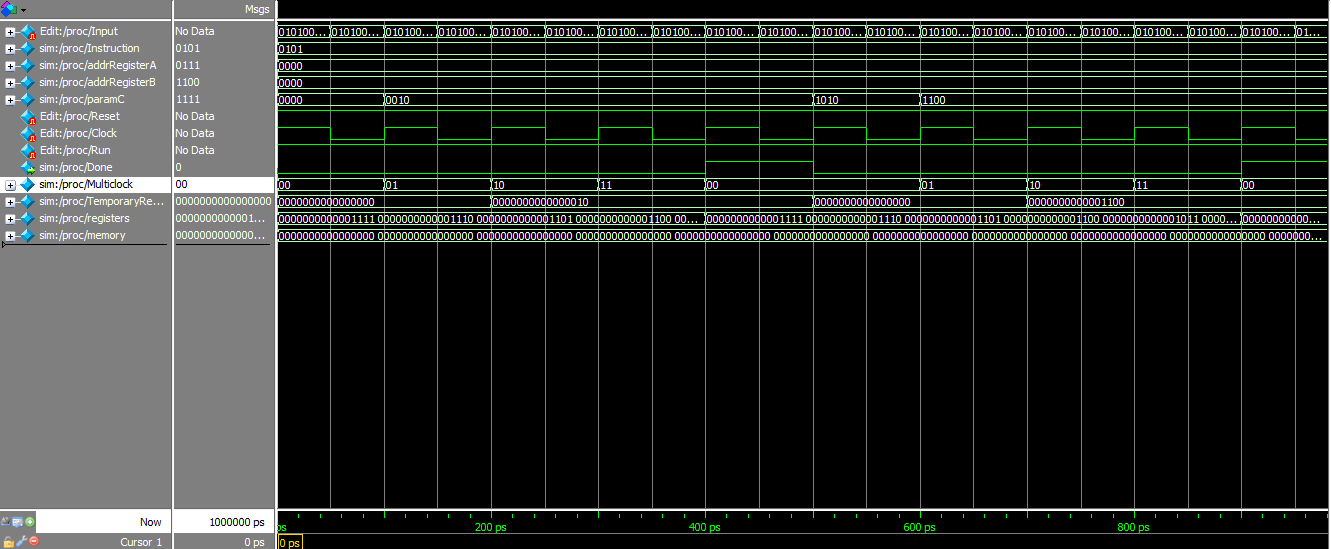 Msgs
Edit:/proc/Input No Data 010100... 010100... 010100... 010100... 010100... 010100... 010100... 010100... 010100... 010100... 010100... 010100... 010100... 010100... 010100... 010100... 010100... 010100... 010100... 01...
sim:/proc/Instruction 0101 0101
sim:/proc/addrRegisterA 0111 0000
sim:/proc/addrRegisterB 1100 0000
sim:/proc/paramC 1111 0000 0010 1010 1100
Edit:/proc/Reset No Data
Edit:/proc/Clock No Data
Edit:/proc/Run No Data
sim:/proc/Done 0
sim:/proc/Multiclock 00 00 01 10 11 00 01 10 11 00
sim:/proc/TemporaryRe... 0000000000000000 0000000000000000 0000000000000010 0000000000000000 0000000000001100
sim:/proc/registers 0000000000001... 0000000000001111 0000000000001110 0000000000001101 0000000000001100 00... 0000000000001111 0000000000001110 0000000000001101 0000000000001100 0000000000001011 0000... 00000000000...
sim:/proc/memory 0000000000000... 0000000000000000 0000000000000000 0000000000000000 0000000000000000 0000000000000000 0000000000000000 0000000000000000 0000000000000000 0000000000000000 0000000000000000 0000000...
Now 1000000 ps ps 200 ps 400 ps 600 ps 800 ps
Cursor 1 0 ps 0 ps